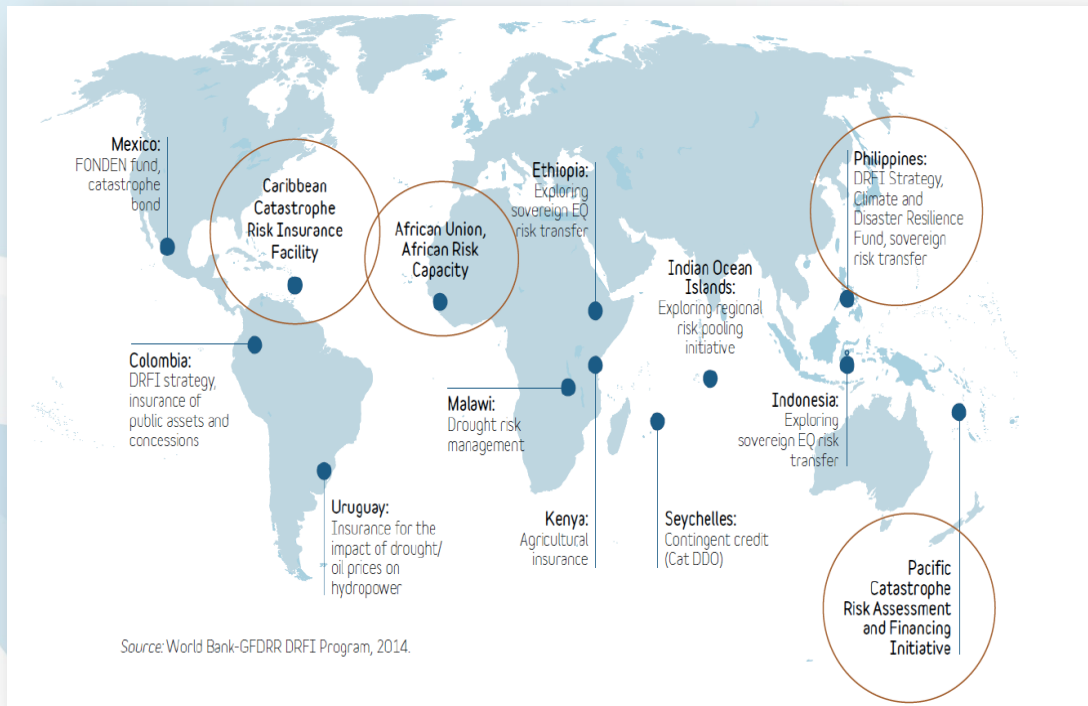 Mexico:
FONDEN fund,
catastrophe
bond
Caribbean
Catastrophe
Risk Insurance
Facility
African Union,
African Risk
Capacity
Ethiopia:
Exploring
sovereign EQ
risk transfer
Philippines:
DRFI Strategy,
Climate and
Disaster Resilience
Fund, sovereign
risk transfer
Indian Ocean
Islands:
Exploring regional
risk pooling
initiative
Colombia:
DRFI strategy,
insurance of
public assets and
concessions
Malawi:
Drought risk
management
Indonesia:
Exploring
sovereign EQ risk
transfer
Uruguay:
Insurance for the
impact of drought/
oil prices on
hydropower
Kenya:
Agricultural
insurance
Seychelles:
Contingent credit
(Cat DDO)
Pacific
Catastrophe
Risk Assessment
and Financing
Initiative
Source: World Bank-GFDRR DRFI Program, 2014.